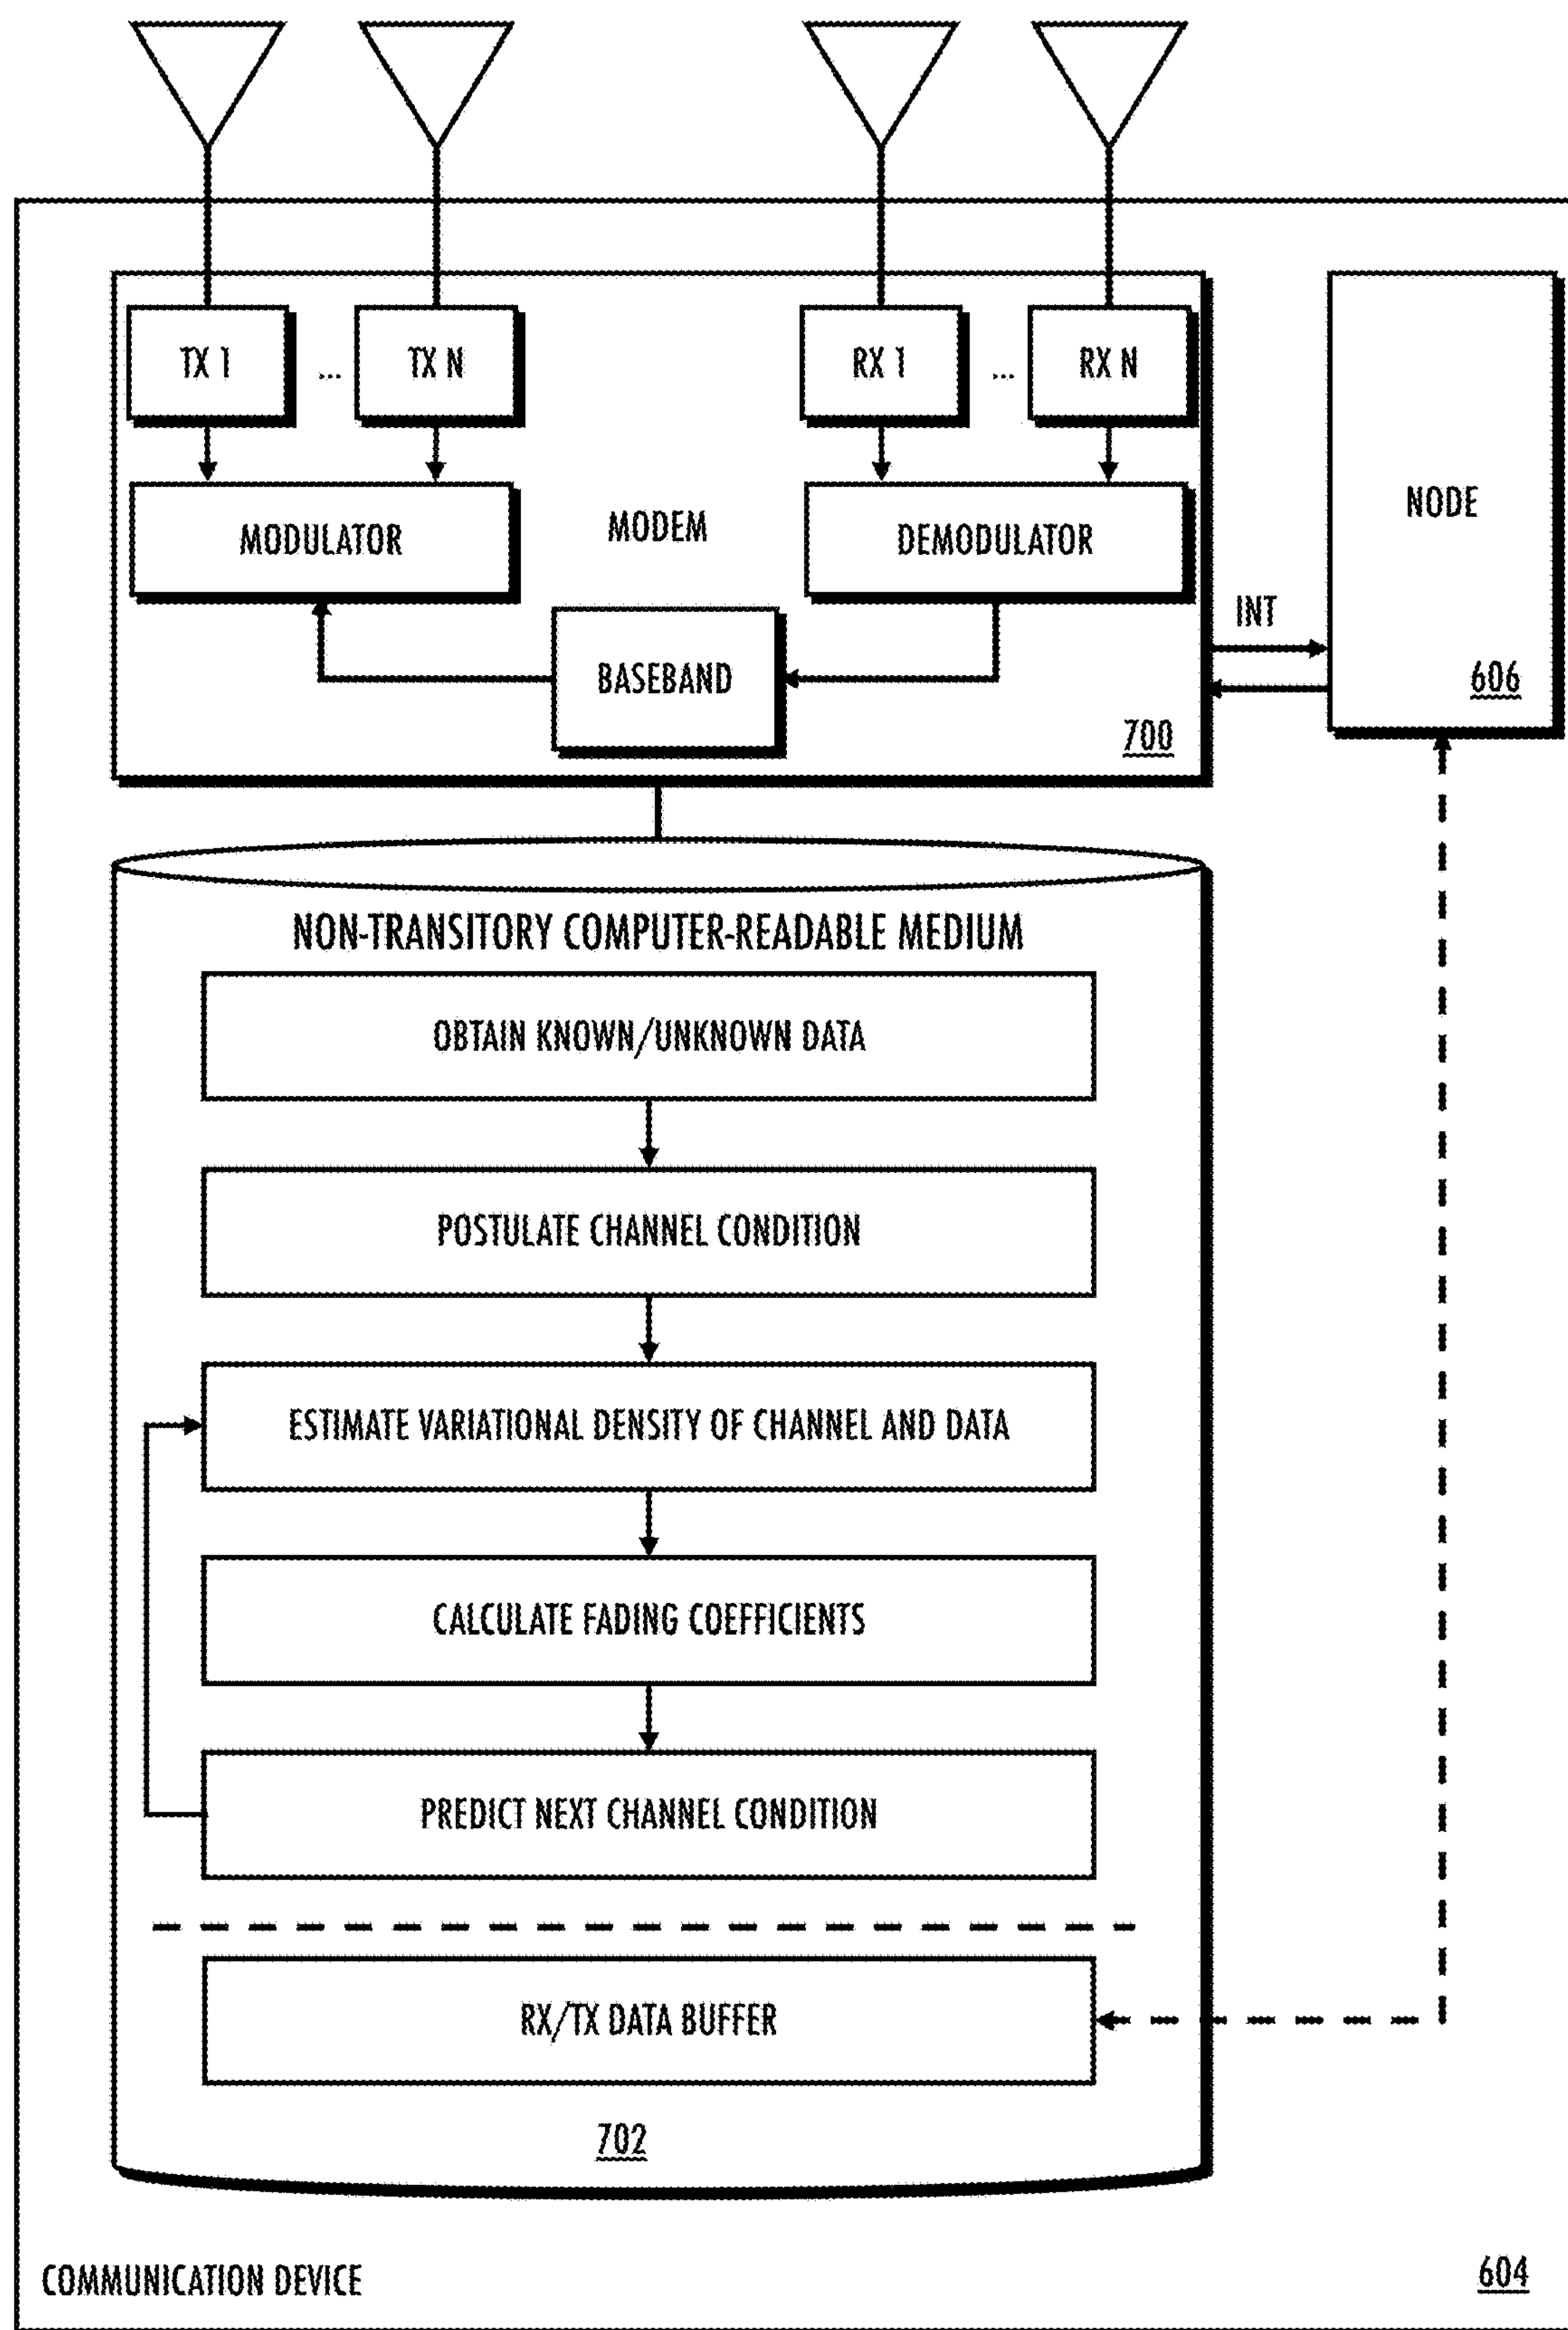 TX 1
...
TX N
RX 1
...
RX N
MODULATOR
MODEM
DEMODULATOR
BASEBAND
700
INT
NODE
606
NON-TRANSITORY COMPUTER-READABLE MEDIUM
OBTAIN KNOWN/UNKNOWN DATA
POSTULATE CHANNEL CONDITION
ESTIMATE VARIATIONAL DENSITY OF CHANNEL AND DATA
CALCULATE FADING COEFFICIENTS
PREDICT NEXT CHANNEL CONDITION
RX/TX DATA BUFFER
702
COMMUNICATION DEVICE
604